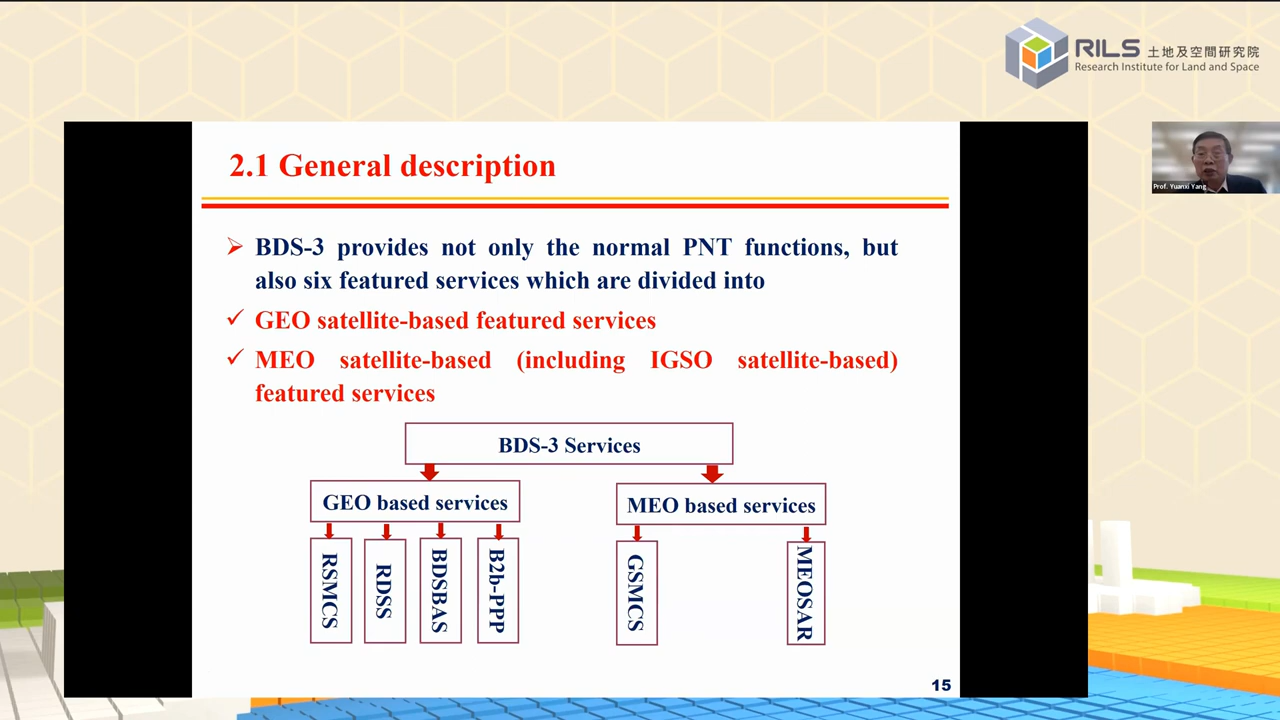 RILS 土地及空間研究院
Research Institute for Land and Space
2.1 General description
BDS-3 provides not only the normal PNT functions, but
also six featured services which are divided into
GEO satellite-based featured services
MEO satellite-based (including IGSO satellite-based)
featured services
BDS-3 Services
GEO based services
MEO based services
RSMCS
RDSS
BDSBAS
B2b-PPP
GSMCS
MEOSAR
15
Prof. Yuanxi Yang